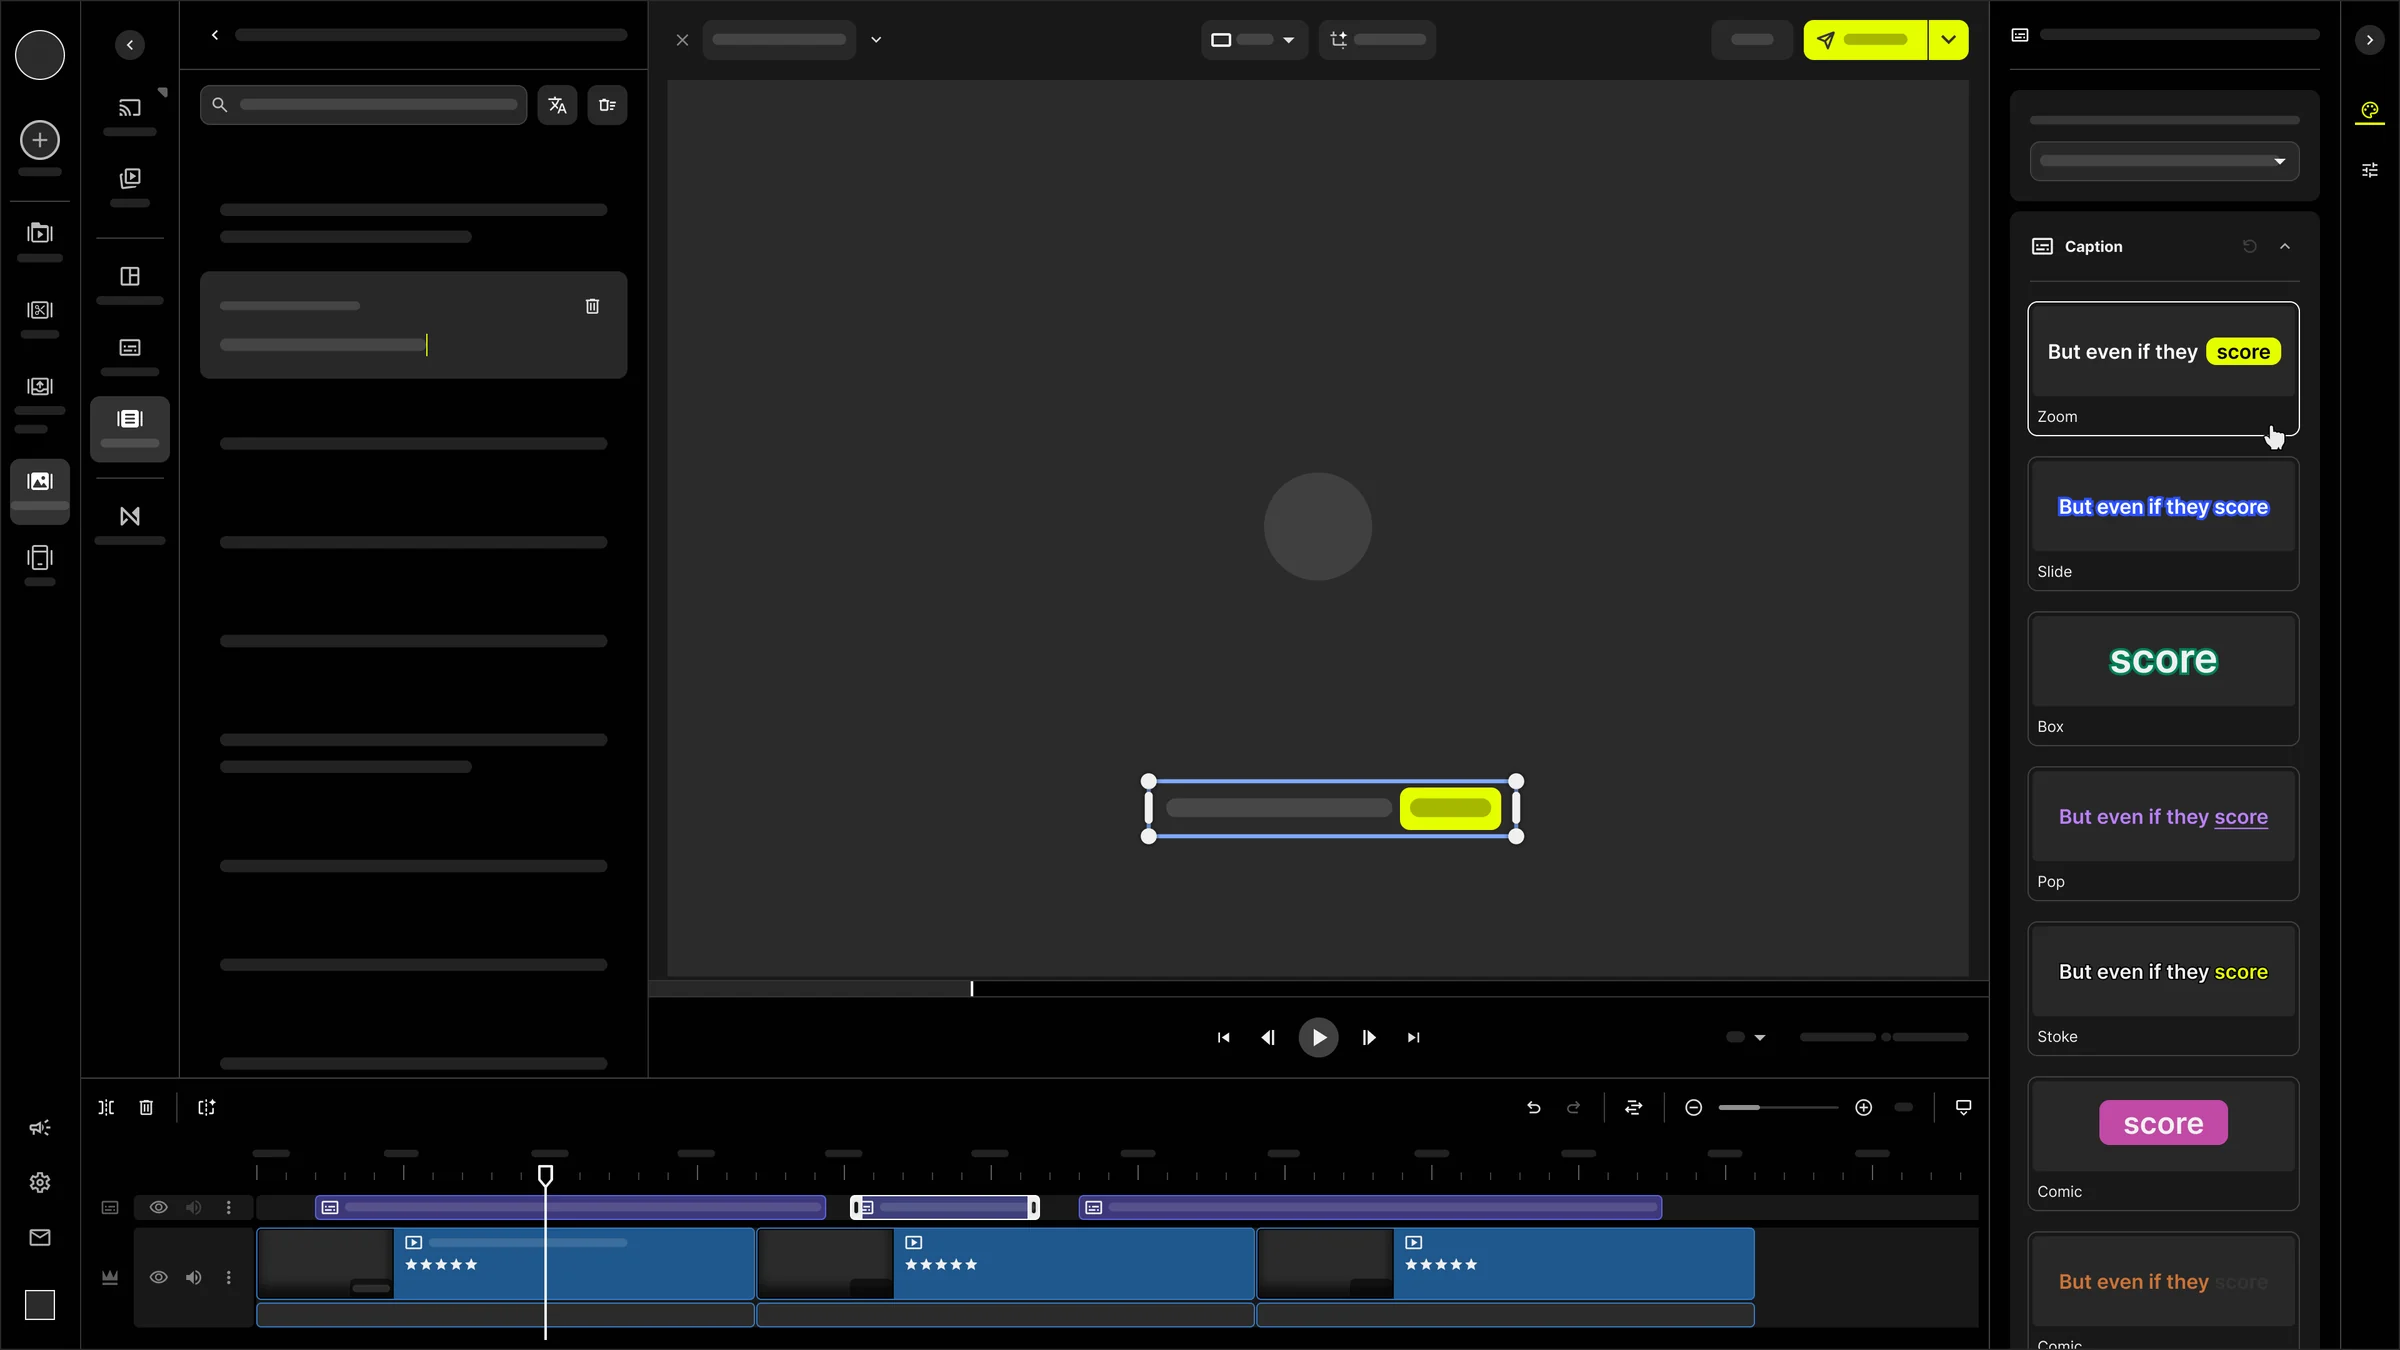 Caption
But even if they score
Zoom
But even if they score
Slide
score
Box
But even if they score
Pop
But even if they score
Stoke
score
Comic
But even if they score
Comic